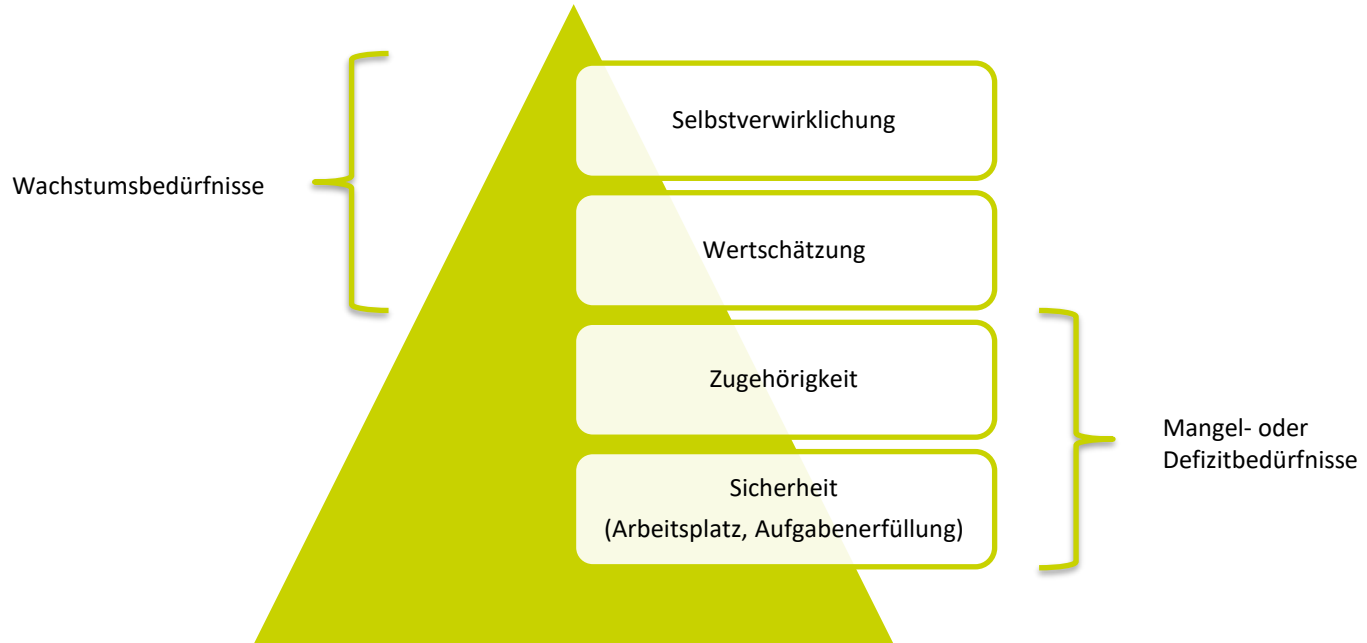 Selbstverwirklichung
Wachstumsbedürfnisse
Wertschätzung
Zugehörigkeit
Mangel- oder
Defizitbedürfnisse
Sicherheit
(Arbeitsplatz, Aufgabenerfüllung)